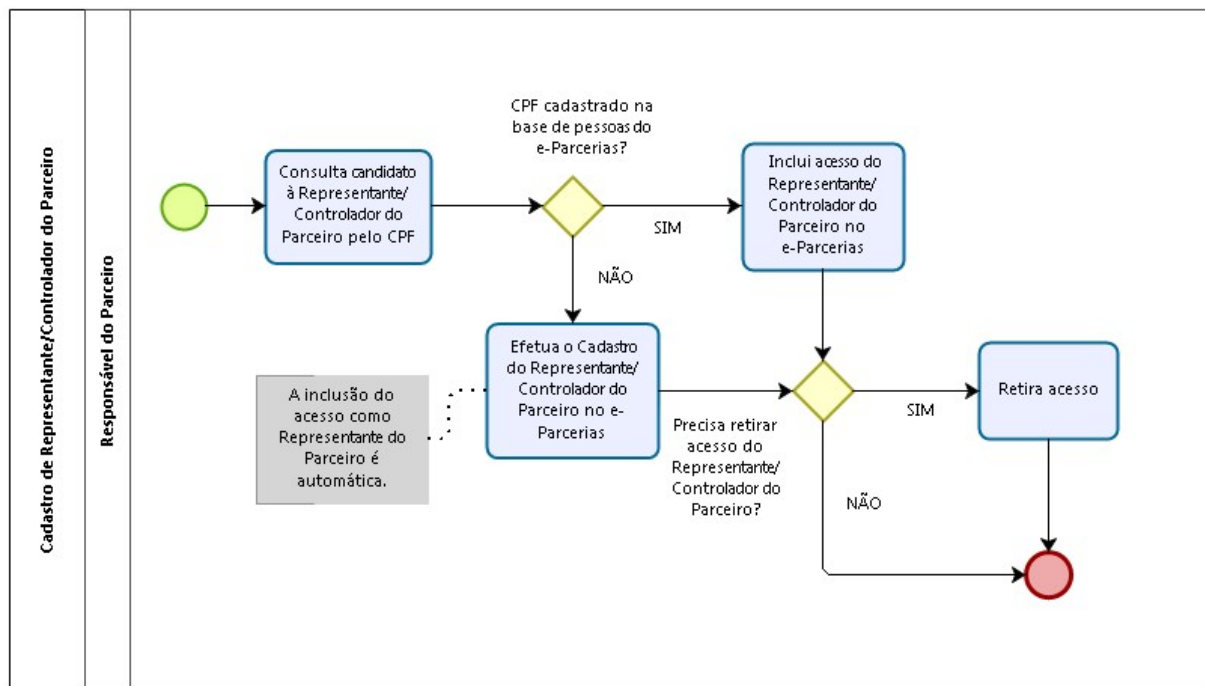 Cadastro de Representante/Controlador do Parceiro
Responsável do Parceiro
Consulta candidato
à Representante/
Controlador do
Parceiro pelo CPF
CPF cadastrado na
base de pessoas do
e-Parcerias?
SIM
Inclui acesso do
Representante/
Controlador do
Parceiro no
e-Parcerias
NÃO
Efetua o Cadastro
do Representante/
Controlador do
Parceiro no e-
Parcerias
A inclusão do
acesso como
Representante do
Parceiro é
automática.
Precisa retirar
acesso do
Representante/
Controlador do
Parceiro?
SIM
Retira acesso
NÃO